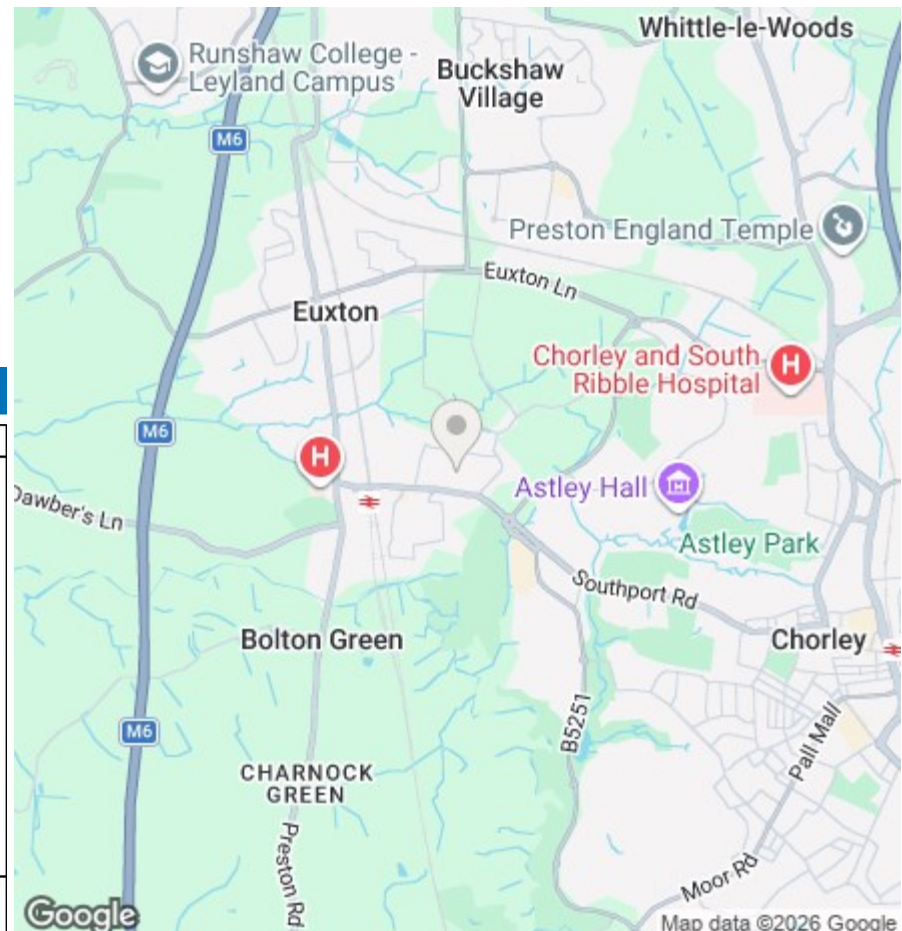 Whittle-le-Woods
Runshaw College -
Leyland Campus
Buckshaw
Village
M6
Preston England Temple
Euxton Ln
Euxton
Chorley and South
Ribble Hospital
H
M6
H
Astley Hall
Dawber's Ln
Astley Park
Southport Rd
Bolton Green
Chorley
B5251
M6
Pall Mall
CHARNOCK
GREEN
Preston Rd
Moor Rd
Google
Map data ©2026 Google